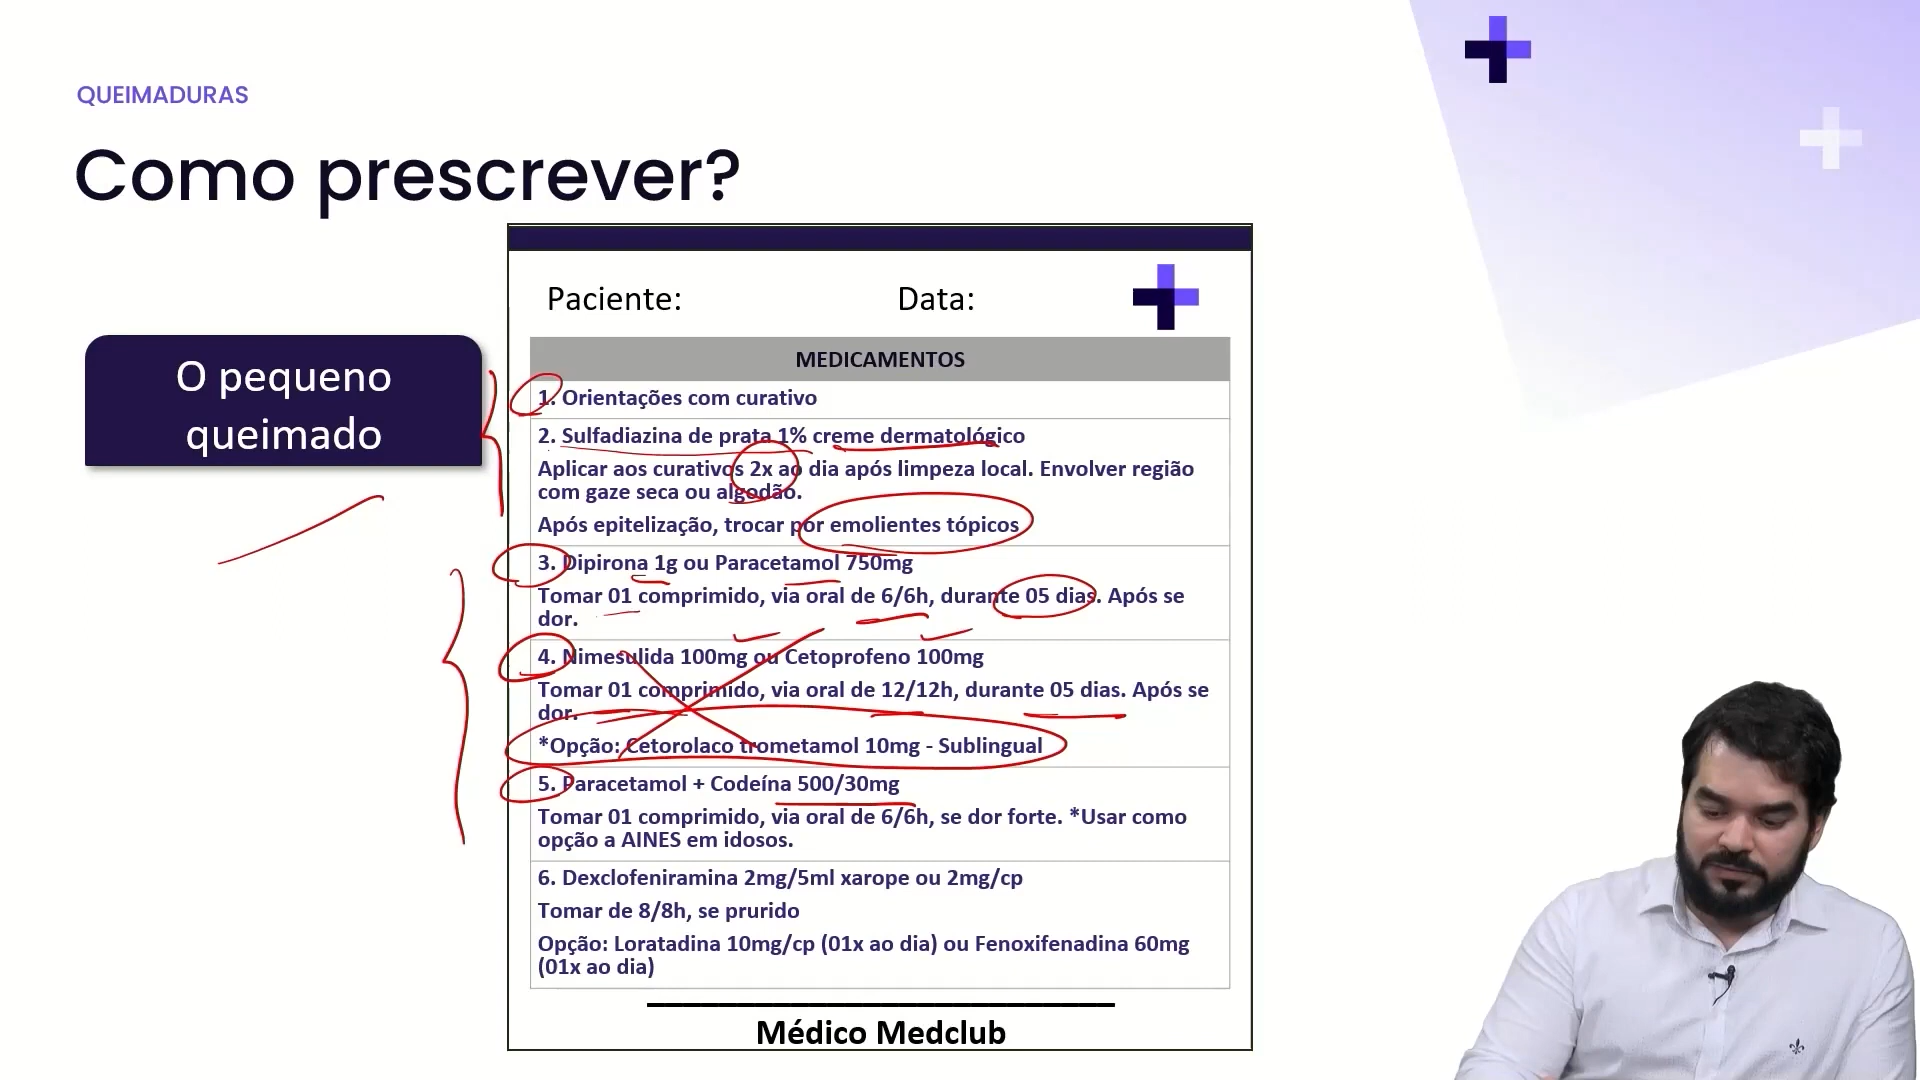 QUEIMADURAS
Como prescrever?
O pequeno
queimado
Paciente: Data:
MEDICAMENTOS
1. Orientações com curativo
2. Sulfadiazina de prata 1% creme dermatológico
Aplicar aos curativos 2x ao dia após limpeza local. Envolver região
com gaze seca ou algodão.
Após epitelização, trocar por emolientes tópicos
3. Dipirona 1g ou Paracetamol 750mg
Tomar 01 comprimido, via oral de 6/6h, durante 05 dias. Após se
dor.
4. Nimesulida 100mg ou Cetoprofeno 100mg
Tomar 01 comprimido, via oral de 12/12h, durante 05 dias. Após se
dor.
*Opção: Cetorolaco trometamol 10mg - Sublingual
5. Paracetamol + Codeína 500/30mg
Tomar 01 comprimido, via oral de 6/6h, se dor forte. *Usar como
opção a AINES em idosos.
6. Dexclofeniramina 2mg/5ml xarope ou 2mg/cp
Tomar de 8/8h, se prurido
Opção: Loratadina 10mg/cp (01x ao dia) ou Fenoxifenadina 60mg
(01x ao dia)
Médico Medclub